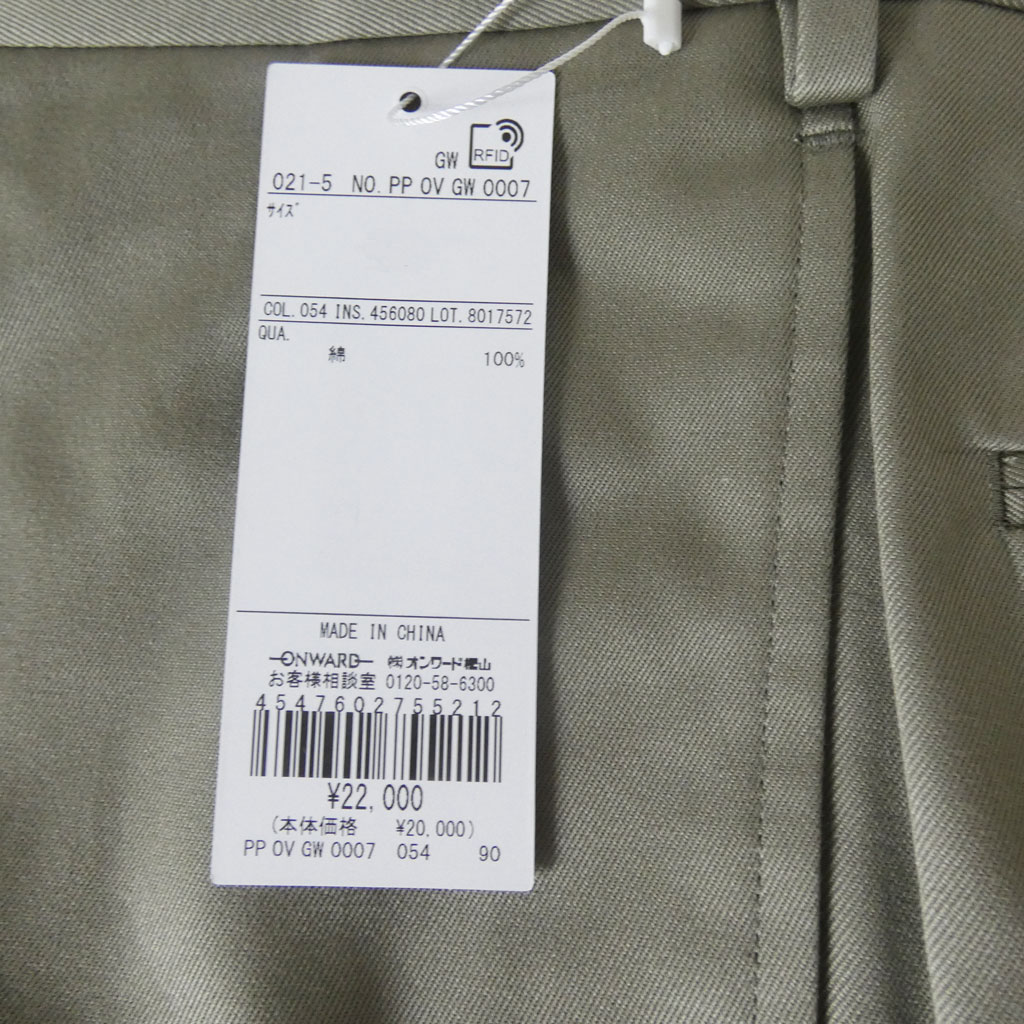 GW RFID
021-5 NO. PP OV GW 0007
サイズ
COL. 054 INS. 456080 LOT. 8017572
QUA.
綿 100%
MADE IN CHINA
ONWARD ㈱オンワード樫山
お客様相談室 0120-58-6300
4547602755212
¥22,000
(本体価格 ¥20,000)
PP OV GW 0007 054 90